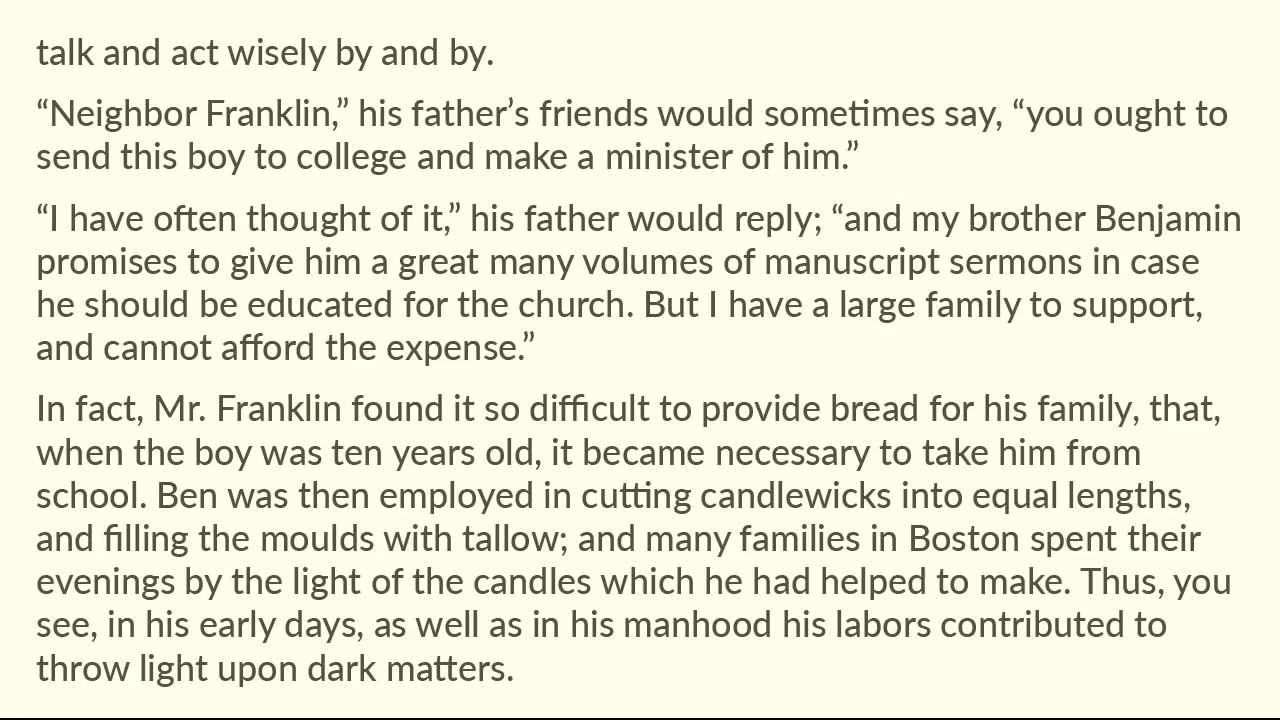 talk and act wisely by and by.
“Neighbor Franklin,” his father’s friends would sometimes say, “you ought to
send this boy to college and make a minister of him.”
“I have often thought of it,” his father would reply; “and my brother Benjamin
promises to give him a great many volumes of manuscript sermons in case
he should be educated for the church. But I have a large family to support,
and cannot afford the expense.”
In fact, Mr. Franklin found it so difficult to provide bread for his family, that,
when the boy was ten years old, it became necessary to take him from
school. Ben was then employed in cutting candlewicks into equal lengths,
and filling the moulds with tallow; and many families in Boston spent their
evenings by the light of the candles which he had helped to make. Thus, you
see, in his early days, as well as in his manhood his labors contributed to
throw light upon dark matters.